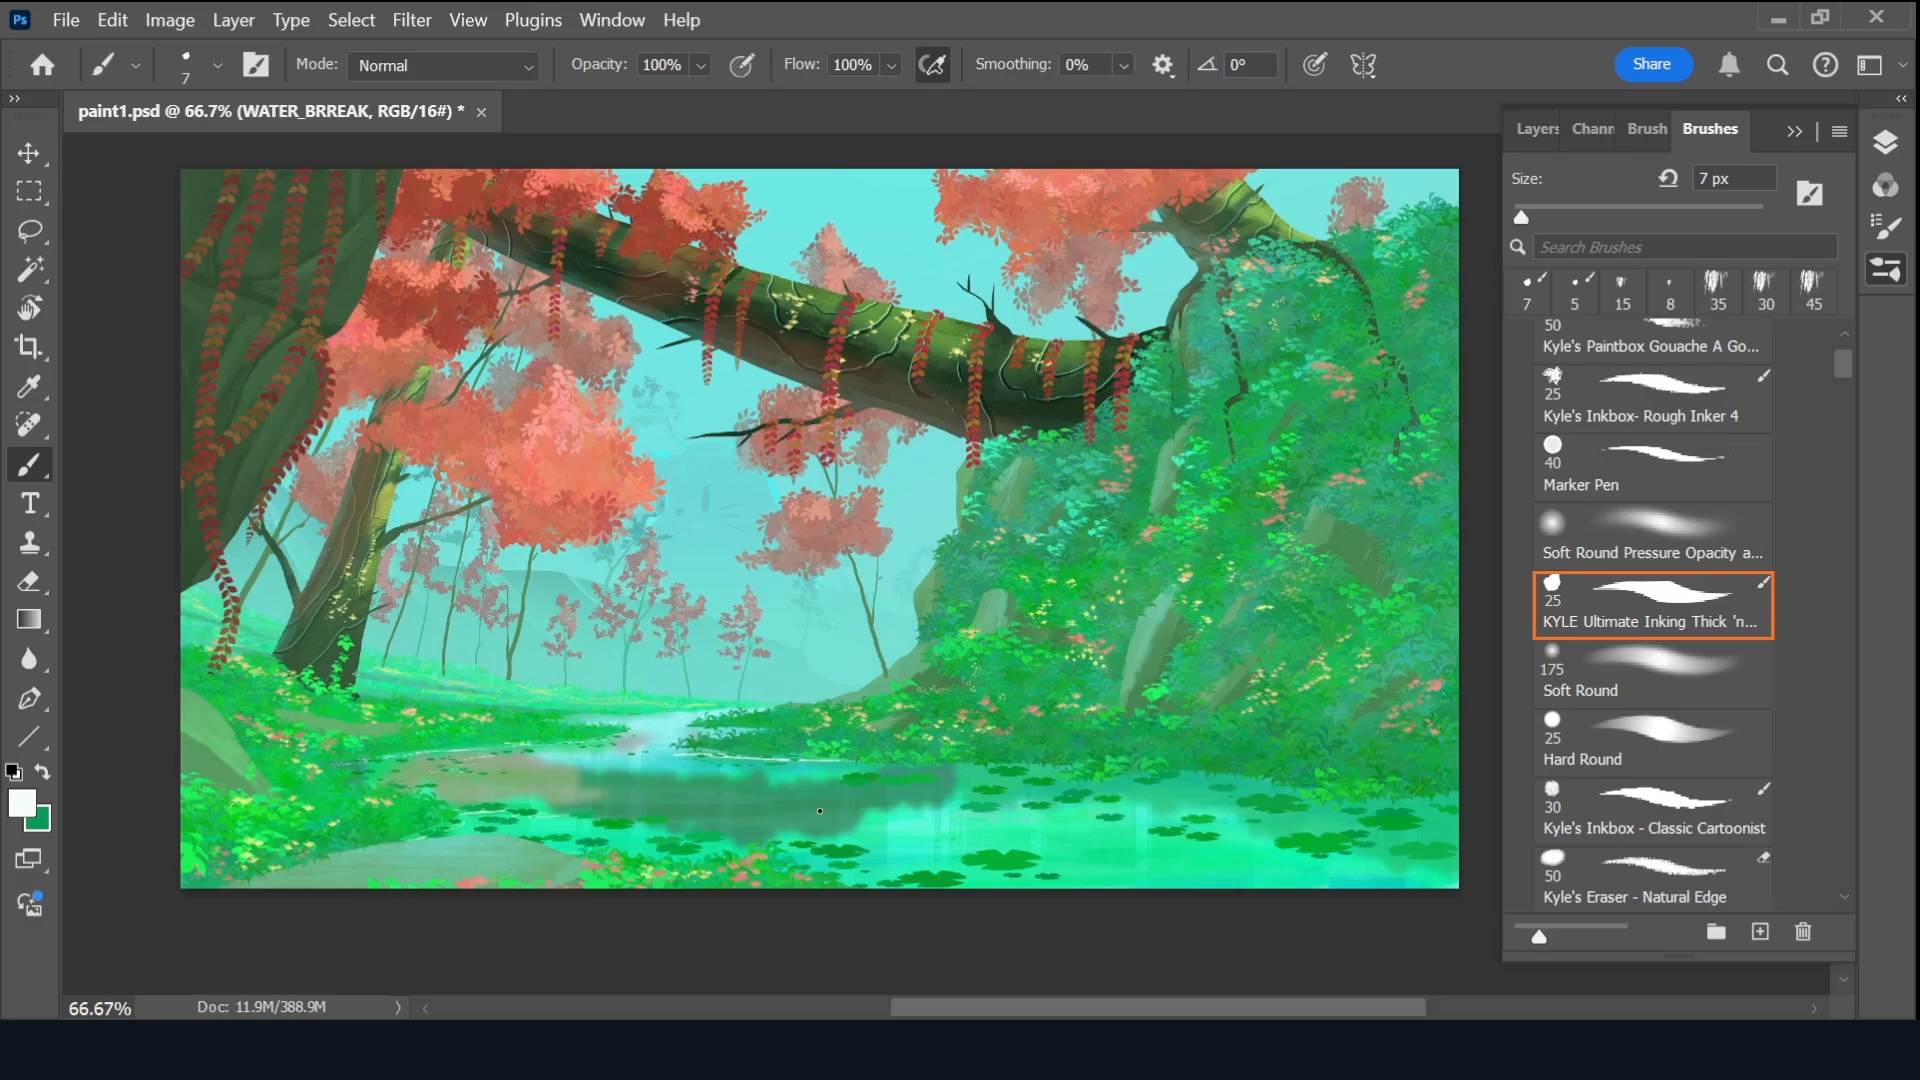 Ps File Edit Image Layer Type Select Filter View Plugins Window Help
7 Mode: Normal Opacity: 100% Flow: 100% Smoothing: 0% 0° Share
paint1.psd @ 66.7% (WATER_BRREAK, RGB/16#) *
Layers Chann Brush Brushes
Size: 7 px
Search Brushes
7 5 15 8 35 30 45
50
Kyle's Paintbox Gouache A Go...
25
Kyle's Inkbox- Rough Inker 4
40
Marker Pen
Soft Round Pressure Opacity a...
25
KYLE Ultimate Inking Thick 'n...
175
Soft Round
25
Hard Round
30
Kyle's Inkbox - Classic Cartoonist
50
Kyle's Eraser - Natural Edge
66.67% Doc: 11.9M/388.9M